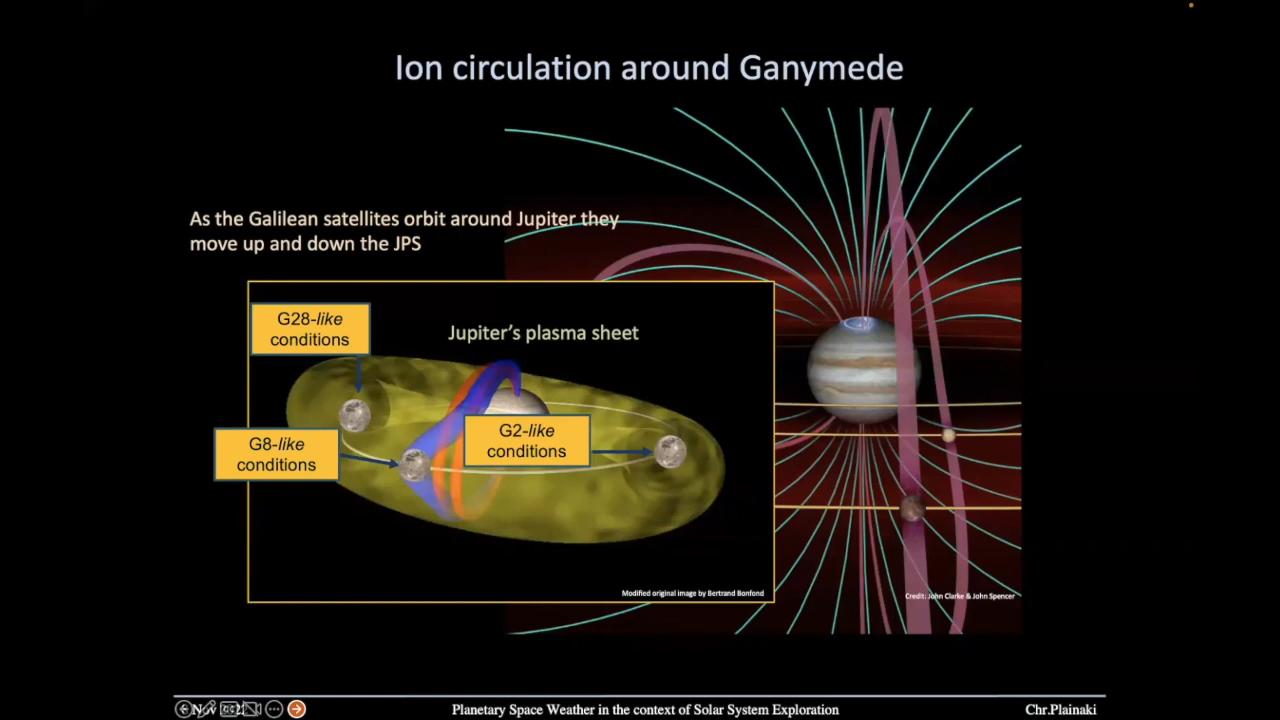 Ion circulation around Ganymede
As the Galilean satellites orbit around Jupiter they
move up and down the JPS
G28-like
conditions
Jupiter's plasma sheet
G8-like
conditions
G2-like
conditions
Modified original image by Bertrand Bonfond
Credit: John Clarke & John Spencer
Nov
Planetary Space Weather in the context of Solar System Exploration
Chr.Plainaki